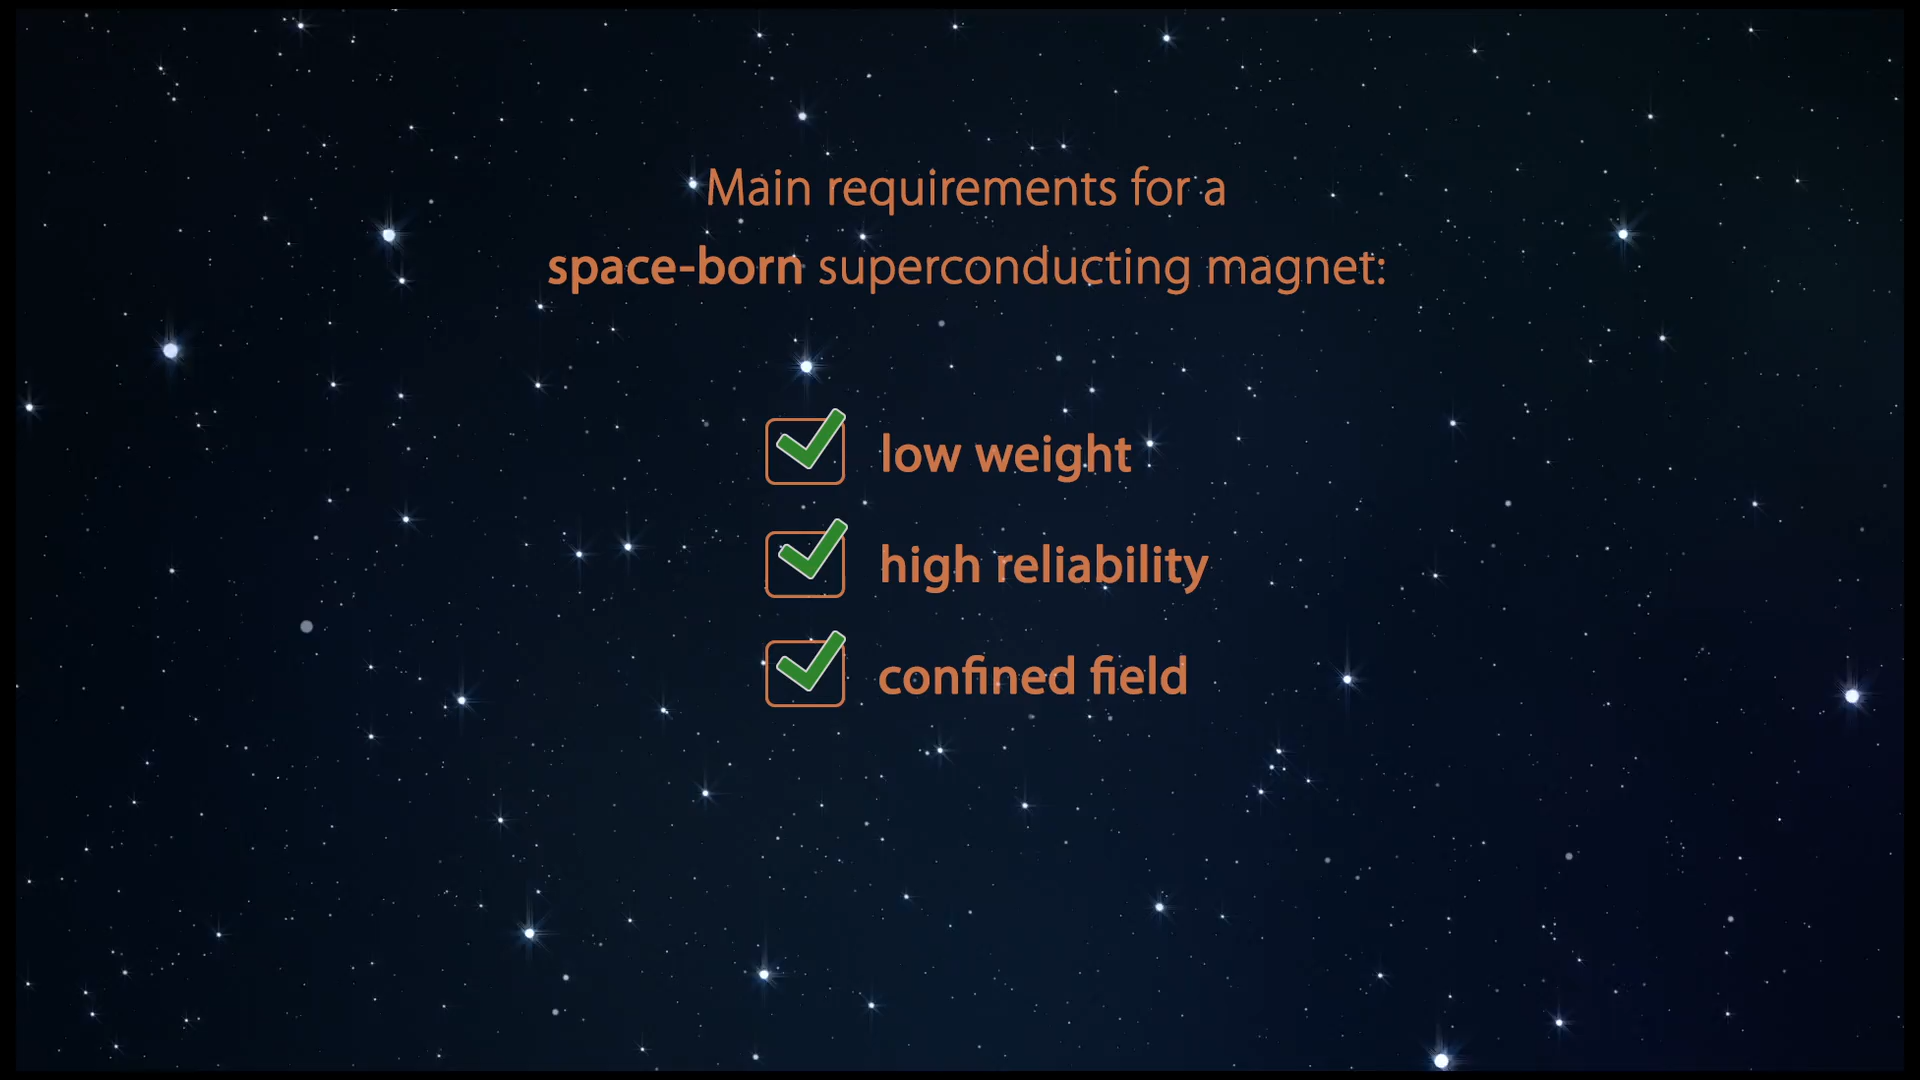 Main requirements for a
space-born superconducting magnet:
low weight
high reliability
confined field